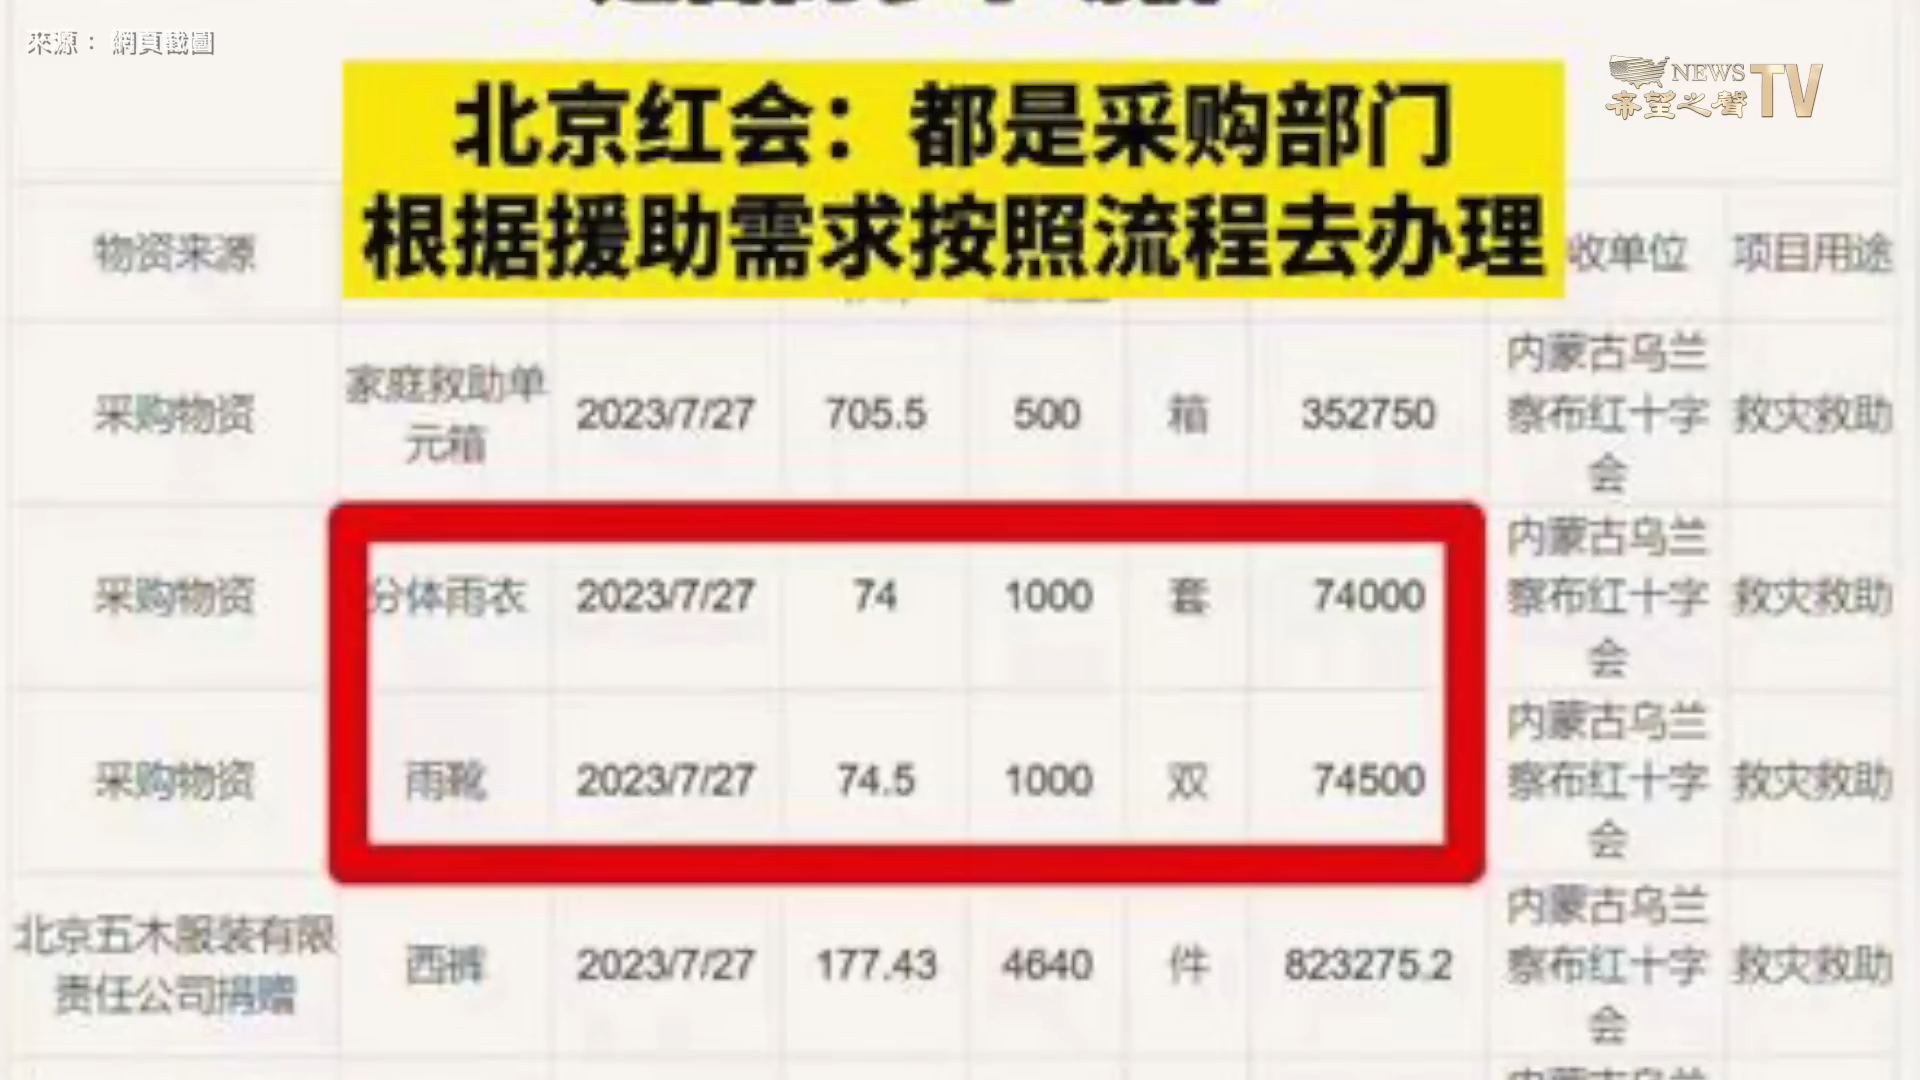 來源：網頁截圖
NEWS
希望之聲TV
北京红会：都是采购部门
根据援助需求按照流程去办理
物资来源 收单位 项目用途
采购物资 家庭救助单元箱 2023/7/27 705.5 500 箱 352750 内蒙古乌兰察布红十字会 救灾救助
采购物资 分体雨衣 2023/7/27 74 1000 套 74000 内蒙古乌兰察布红十字会 救灾救助
采购物资 雨靴 2023/7/27 74.5 1000 双 74500 内蒙古乌兰察布红十字会 救灾救助
北京五木服装有限责任公司捐赠 西裤 2023/7/27 177.43 4640 件 823275.2 内蒙古乌兰察布红十字会 救灾救助
内蒙古乌兰